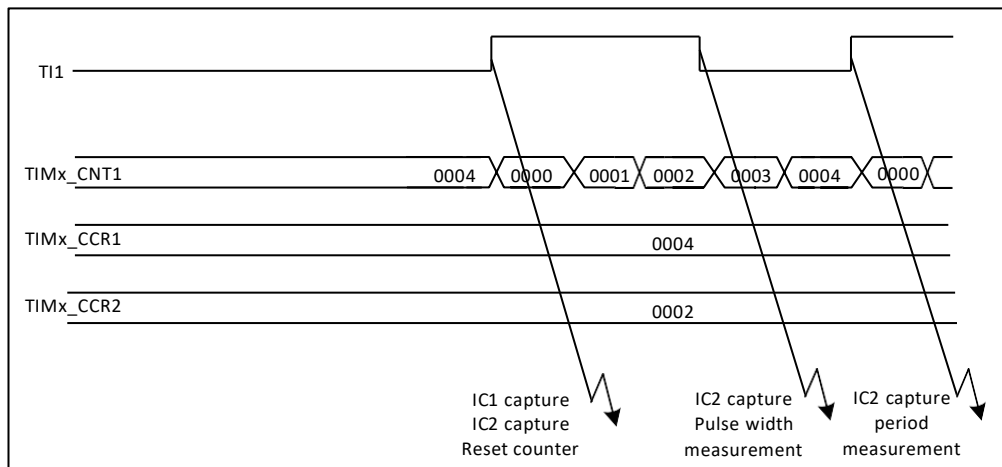 TI1
TIMx_CNT1
0004 0000 0001 0002 0003 0004 0000
TIMx_CCR1
0004
TIMx_CCR2
0002
IC1 capture
IC2 capture
Reset counter
IC2 capture
Pulse width
measurement
IC2 capture
period
measurement